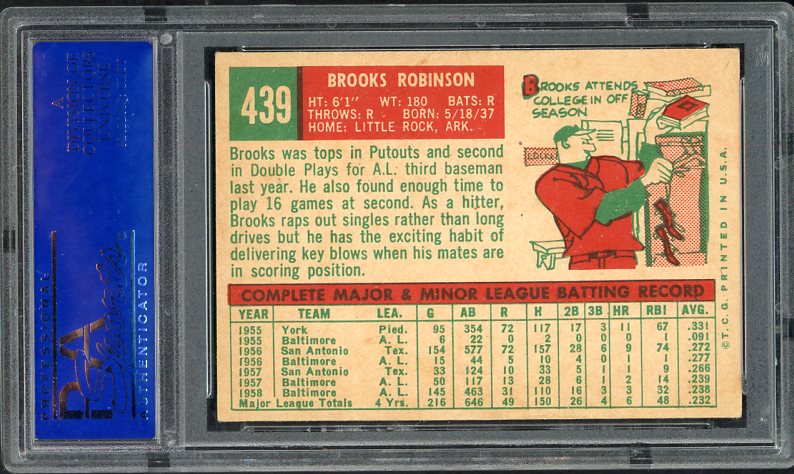 439
BROOKS ROBINSON
HT: 6'1" WT: 180 BATS: R
THROWS: R BORN: 5/18/37
HOME: LITTLE ROCK, ARK.
BROOKS ATTENDS
COLLEGE IN OFF
SEASON
Brooks was tops in Putouts and second
in Double Plays for A.L. third baseman
last year. He also found enough time to
play 16 games at second. As a hitter,
Brooks raps out singles rather than long
drives but he has the exciting habit of
delivering key blows when his mates are
in scoring position.
COMPLETE MAJOR & MINOR LEAGUE BATTING RECORD
YEAR TEAM LEA. G AB R H 2B 3B HR RBI AVG.
1955 York Pied. 95 354 72 117 17 3 11 67 .331
1955 Baltimore A. L. 6 22 0 2 0 0 0 1 .091
1956 San Antonio Tex. 154 577 72 157 28 6 9 74 .272
1956 Baltimore A. L. 15 44 5 10 4 0 1 1 .277
1957 San Antonio Tex. 33 124 10 33 5 1 1 9 .266
1957 Baltimore A. L. 50 117 13 28 6 1 2 14 .239
1958 Baltimore A. L. 145 463 31 110 16 3 3 32 .238
Major League Totals 4 Yrs. 216 646 49 150 26 4 6 48 .232
© T. C. G. PRINTED IN U. S. A.
A
DIVISION OF
COLLECTORS
UNIVERSE
PSA
PROFESSIONAL
Sports
AUTHENTICATOR